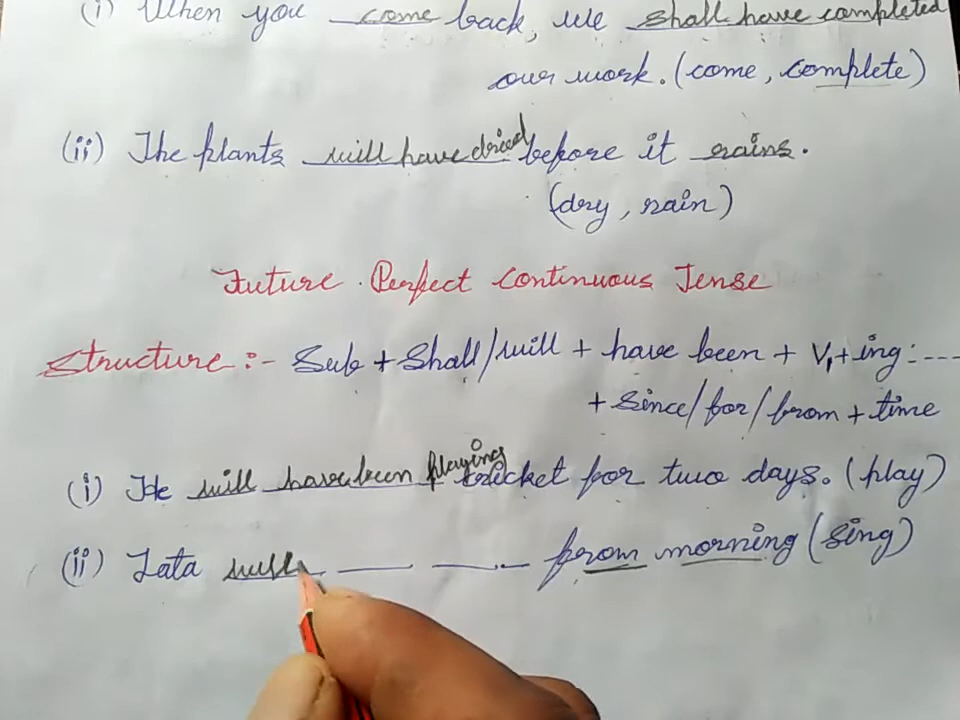 (i) When you come back, we shall have completed
our work. (come, complete)
(ii) The plants will have dried before it rains.
(dry, rain)
Future Perfect Continuous Tense
Structure :- Sub + Shall/will + have been + V1+ing: ----
+ since/for/from + time
(i) He will have been playing cricket for two days. (play)
(ii) Lata will ___ ___ from morning (sing)